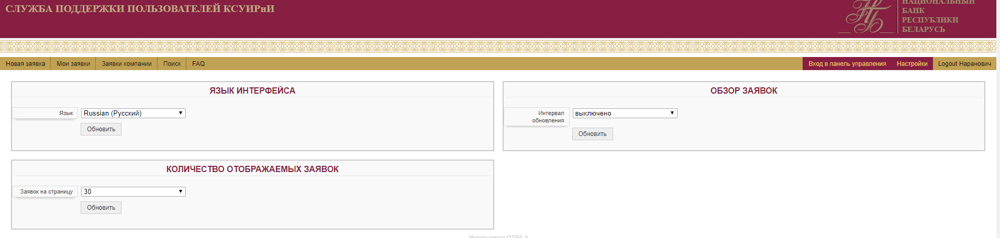 СЛУЖБА ПОДДЕРЖКИ ПОЛЬЗОВАТЕЛЕЙ КСУИРиИ
НАЦИОНАЛЬНЫЙ
БАНК
РЕСПУБЛИКИ
БЕЛАРУСЬ
Новая заявка Мои заявки Заявки компании Поиск FAQ Вход в панель управления Настройки Logout Наранович
ЯЗЫК ИНТЕРФЕЙСА
Язык Russian (Русский)
Обновить
ОБЗОР ЗАЯВОК
Интервал обновления выключено
Обновить
КОЛИЧЕСТВО ОТОБРАЖАЕМЫХ ЗАЯВОК
Заявок на страницу 30
Обновить
Используется OTRS 4